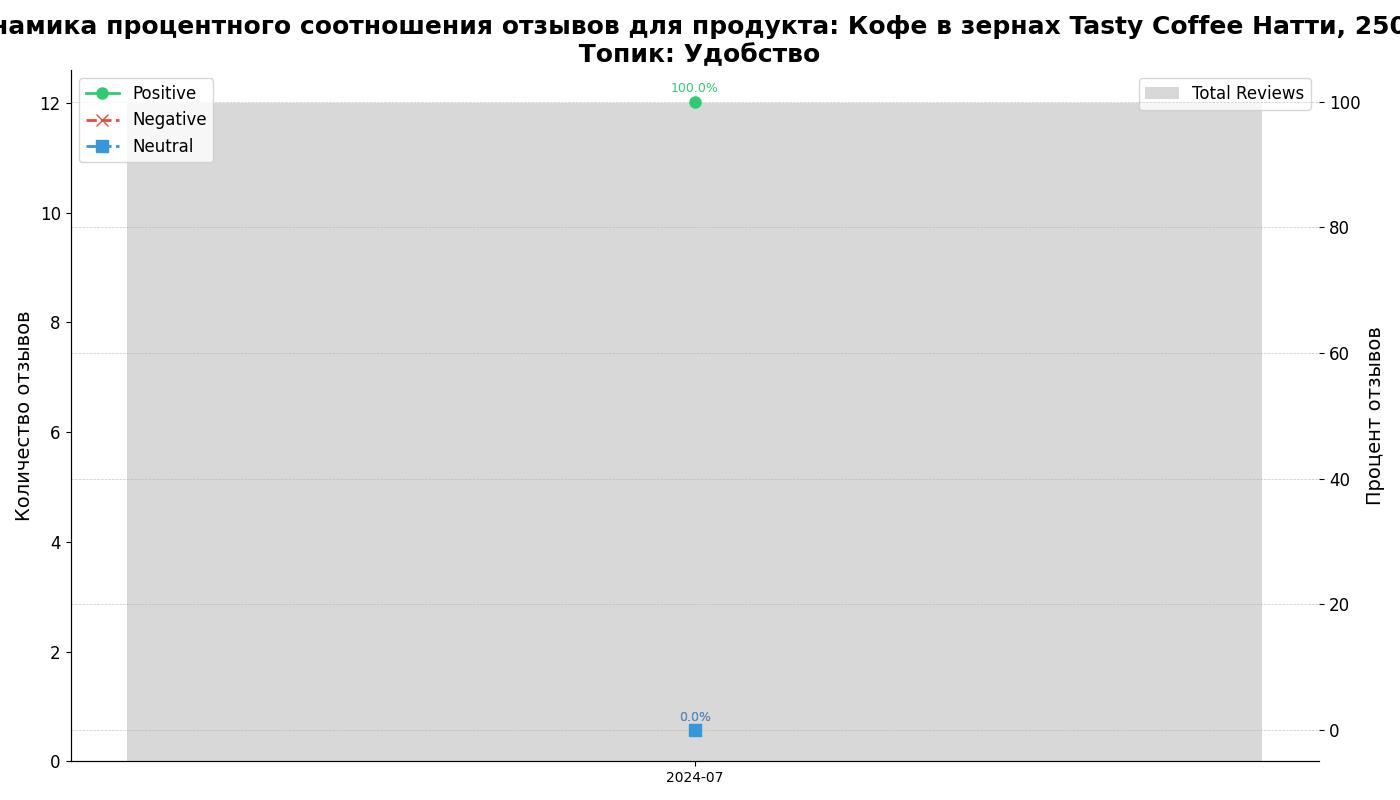 намика процентного соотношения отзывов для продукта: Кофе в зернах Tasty Coffee Натти, 250
Топик: Удобство
Positive
Negative
Neutral
Total Reviews
100.0%
0.0%
12
10
8
6
4
2
0
100
80
60
40
20
0
Количество отзывов
Процент отзывов
2024-07